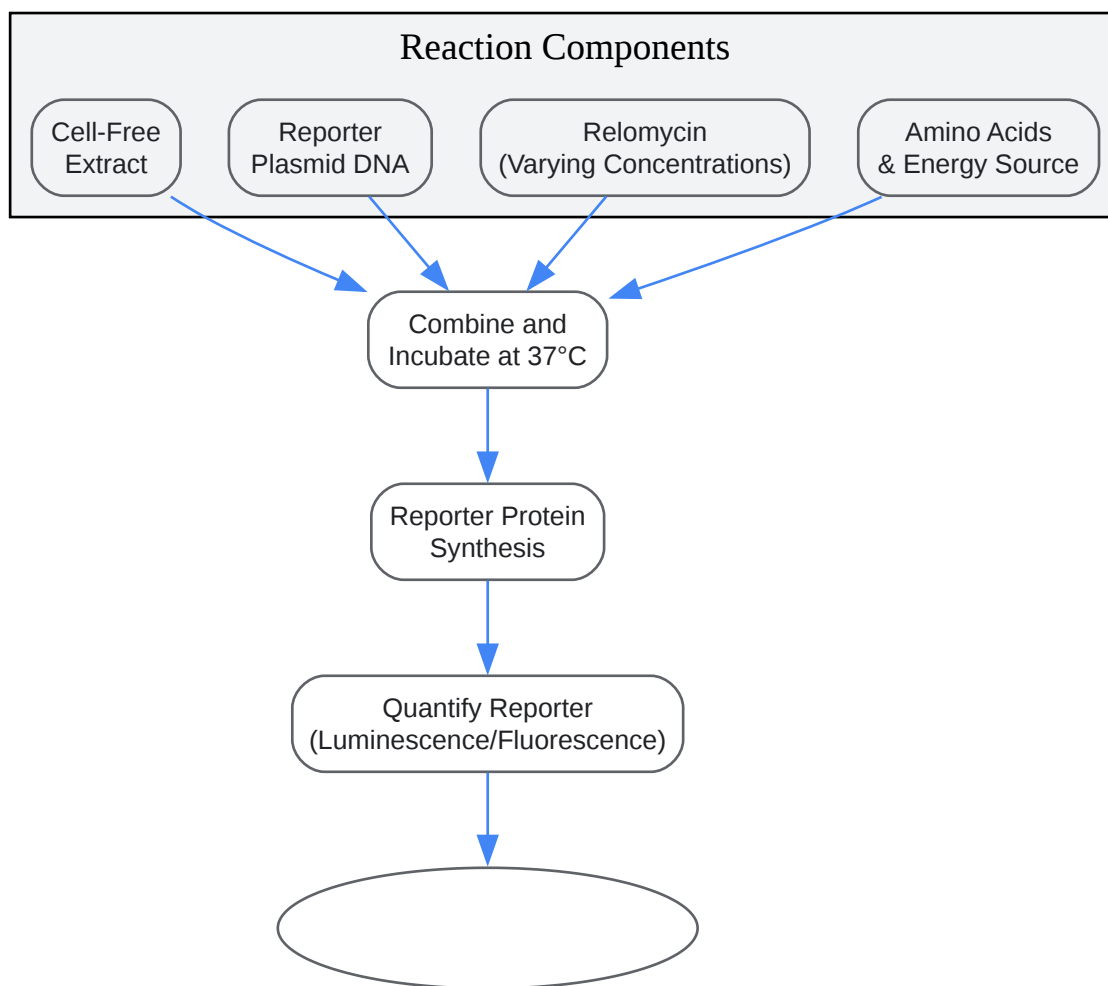 Reaction Components
Cell-Free
Extract
Reporter
Plasmid DNA
Relomycin
(Varying Concentrations)
Amino Acids
& Energy Source
Combine and
Incubate at 37°C
Reporter Protein
Synthesis
Quantify Reporter
(Luminescence/Fluorescence)